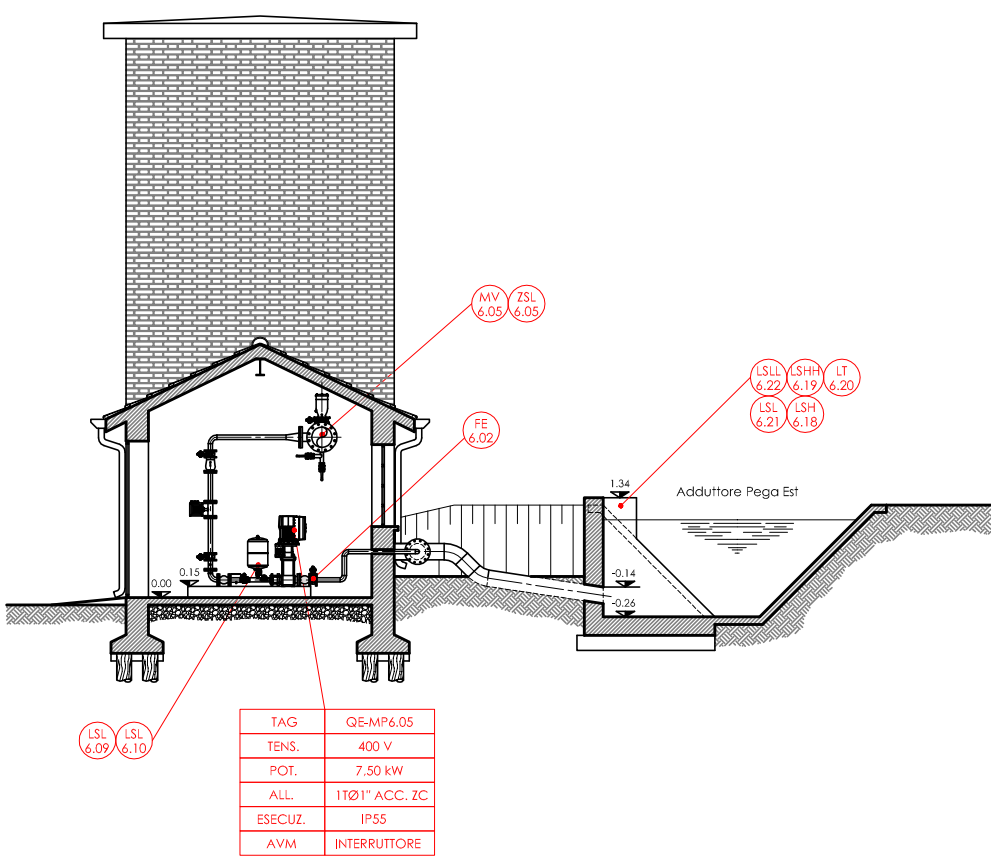 MV
6.05
ZSL
6.05
LSLL
6.22
LSHH
6.19
LT
6.20
LSL
6.21
LSH
6.18
FE
6.02
1.34
Adduttore Pega Est
0.15
0.00
-0.14
-0.26
LSL
6.09
LSL
6.10
TAG QE-MP6.05
TENS. 400 V
POT. 7.50 kW
ALL. 1TØ1" ACC. ZC
ESECUZ. IP55
AVM INTERRUTTORE